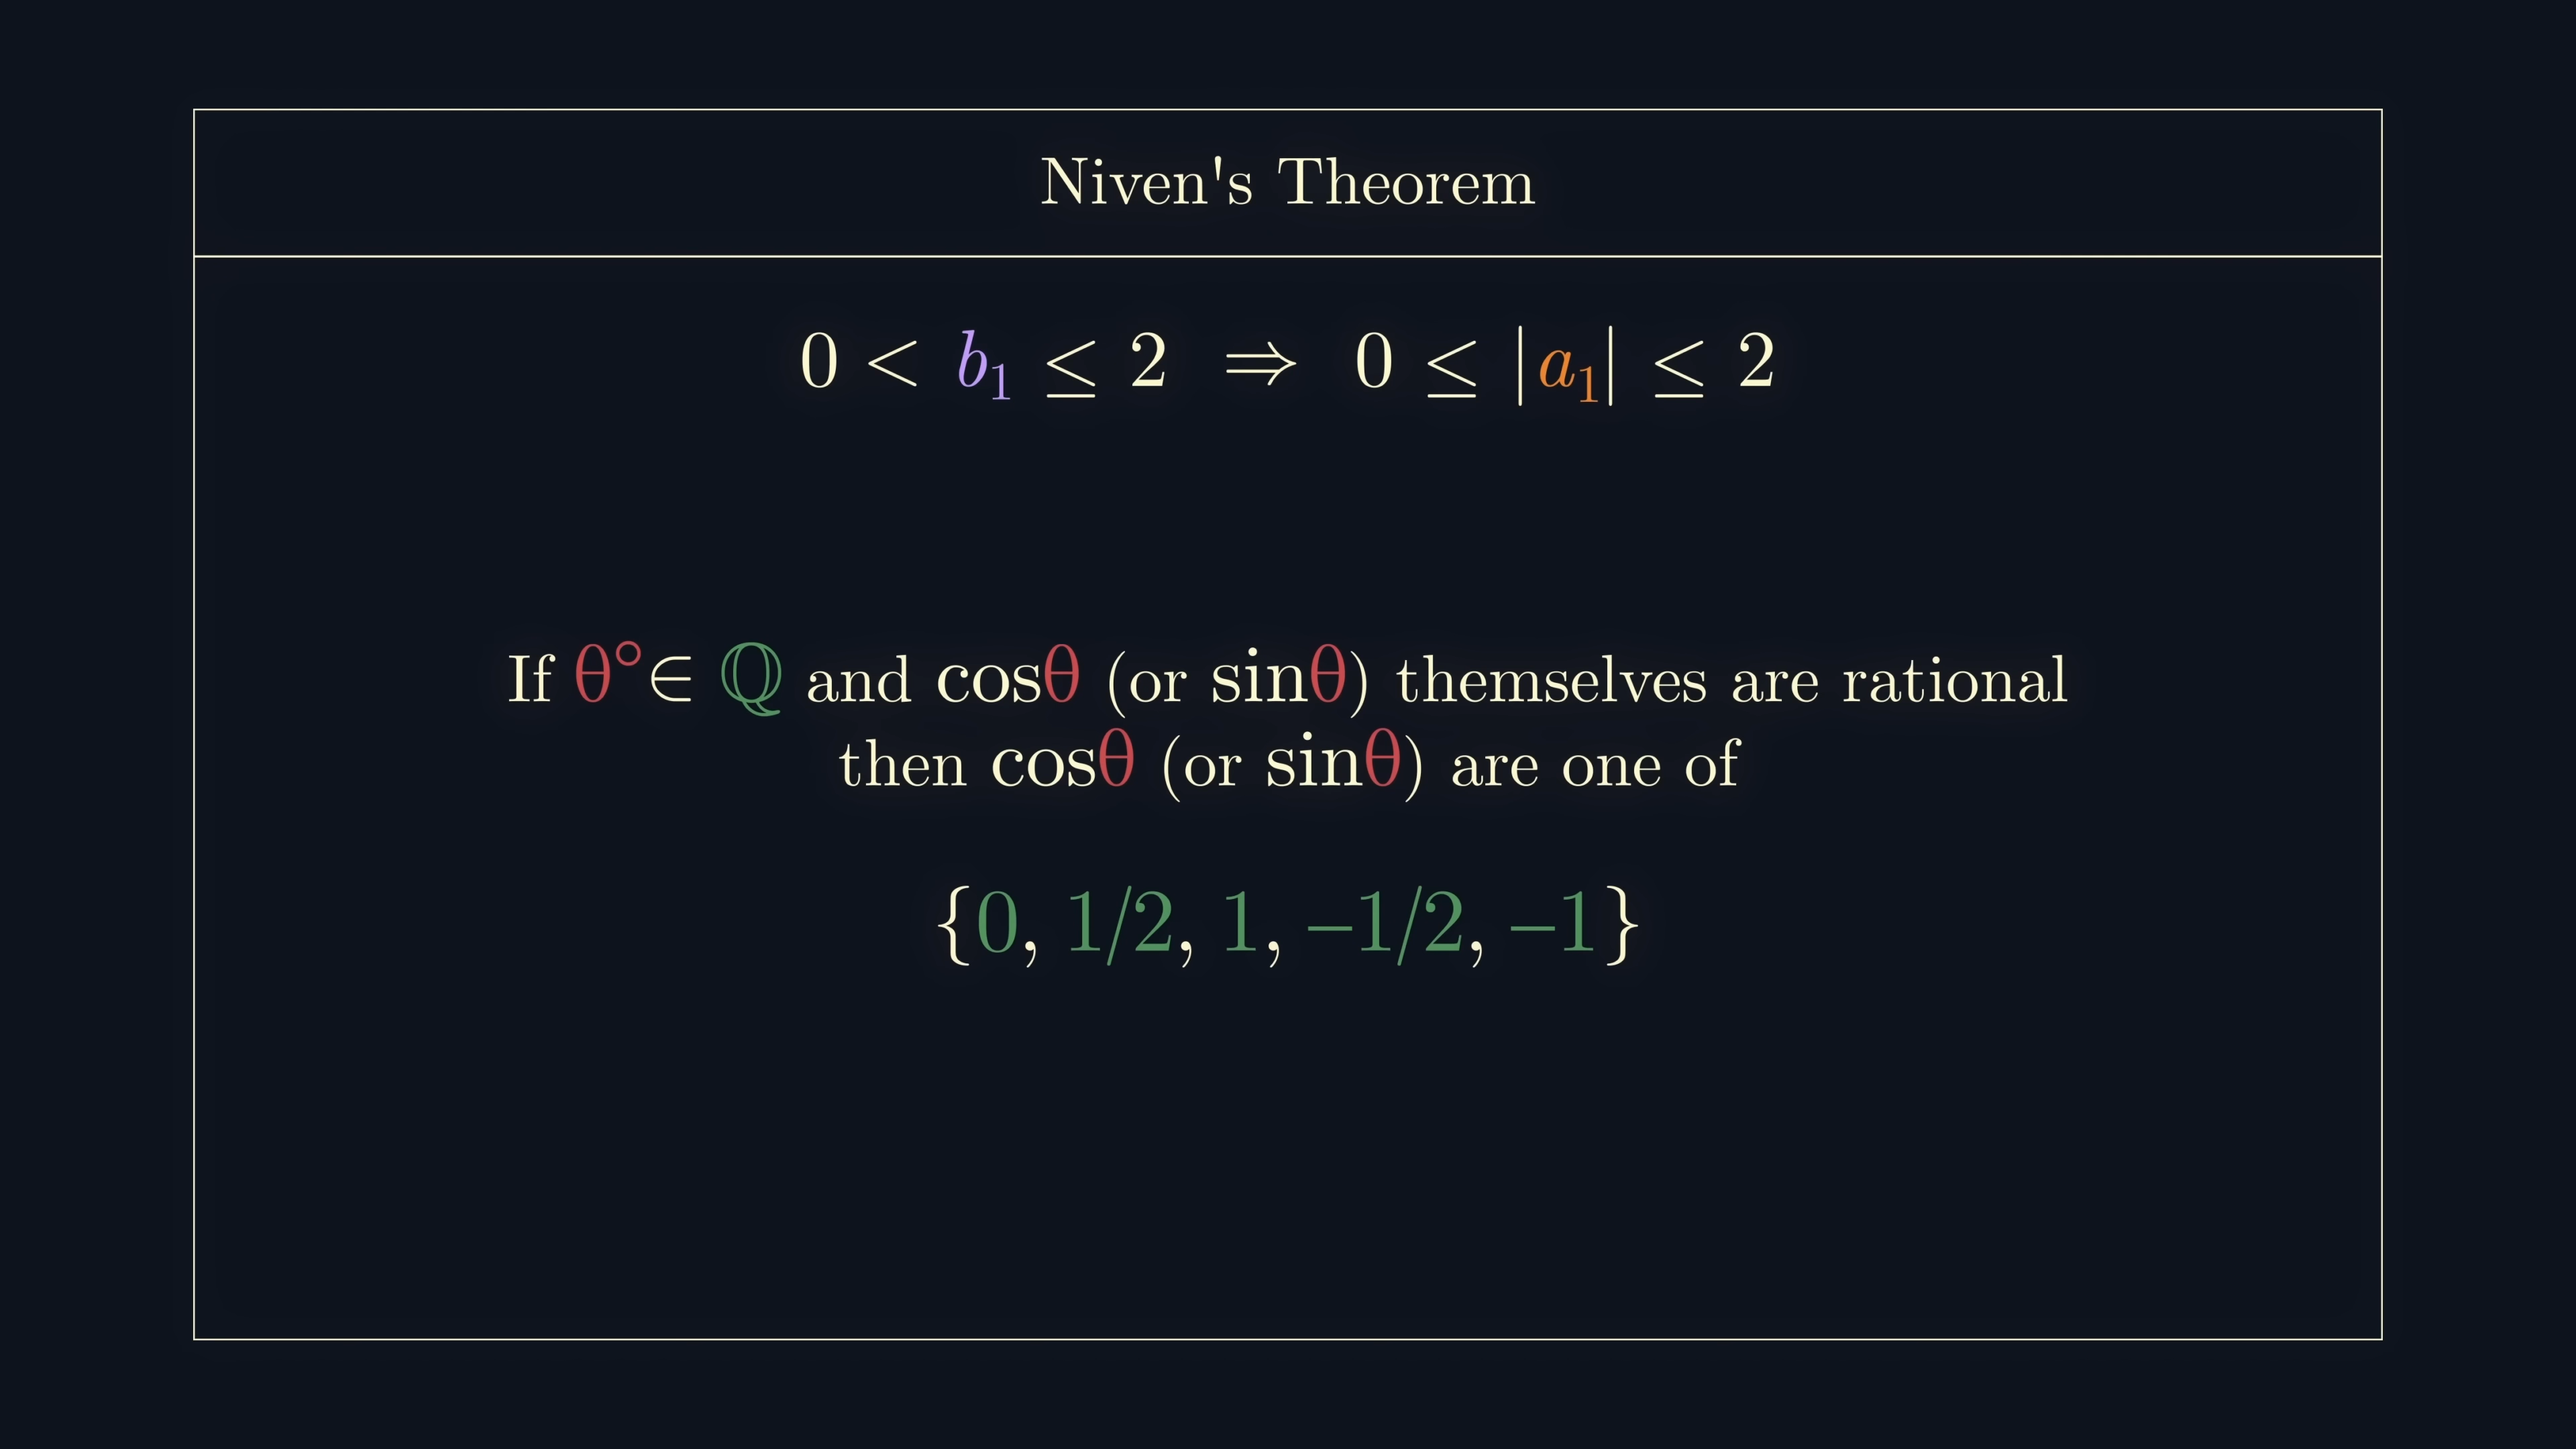 Niven's Theorem
0 < b₁ ≤ 2 ⇒ 0 ≤ |a₁| ≤ 2
If θ° ∈ ℚ and cosθ (or sinθ) themselves are rational
then cosθ (or sinθ) are one of
{0, 1/2, 1, −1/2, −1}